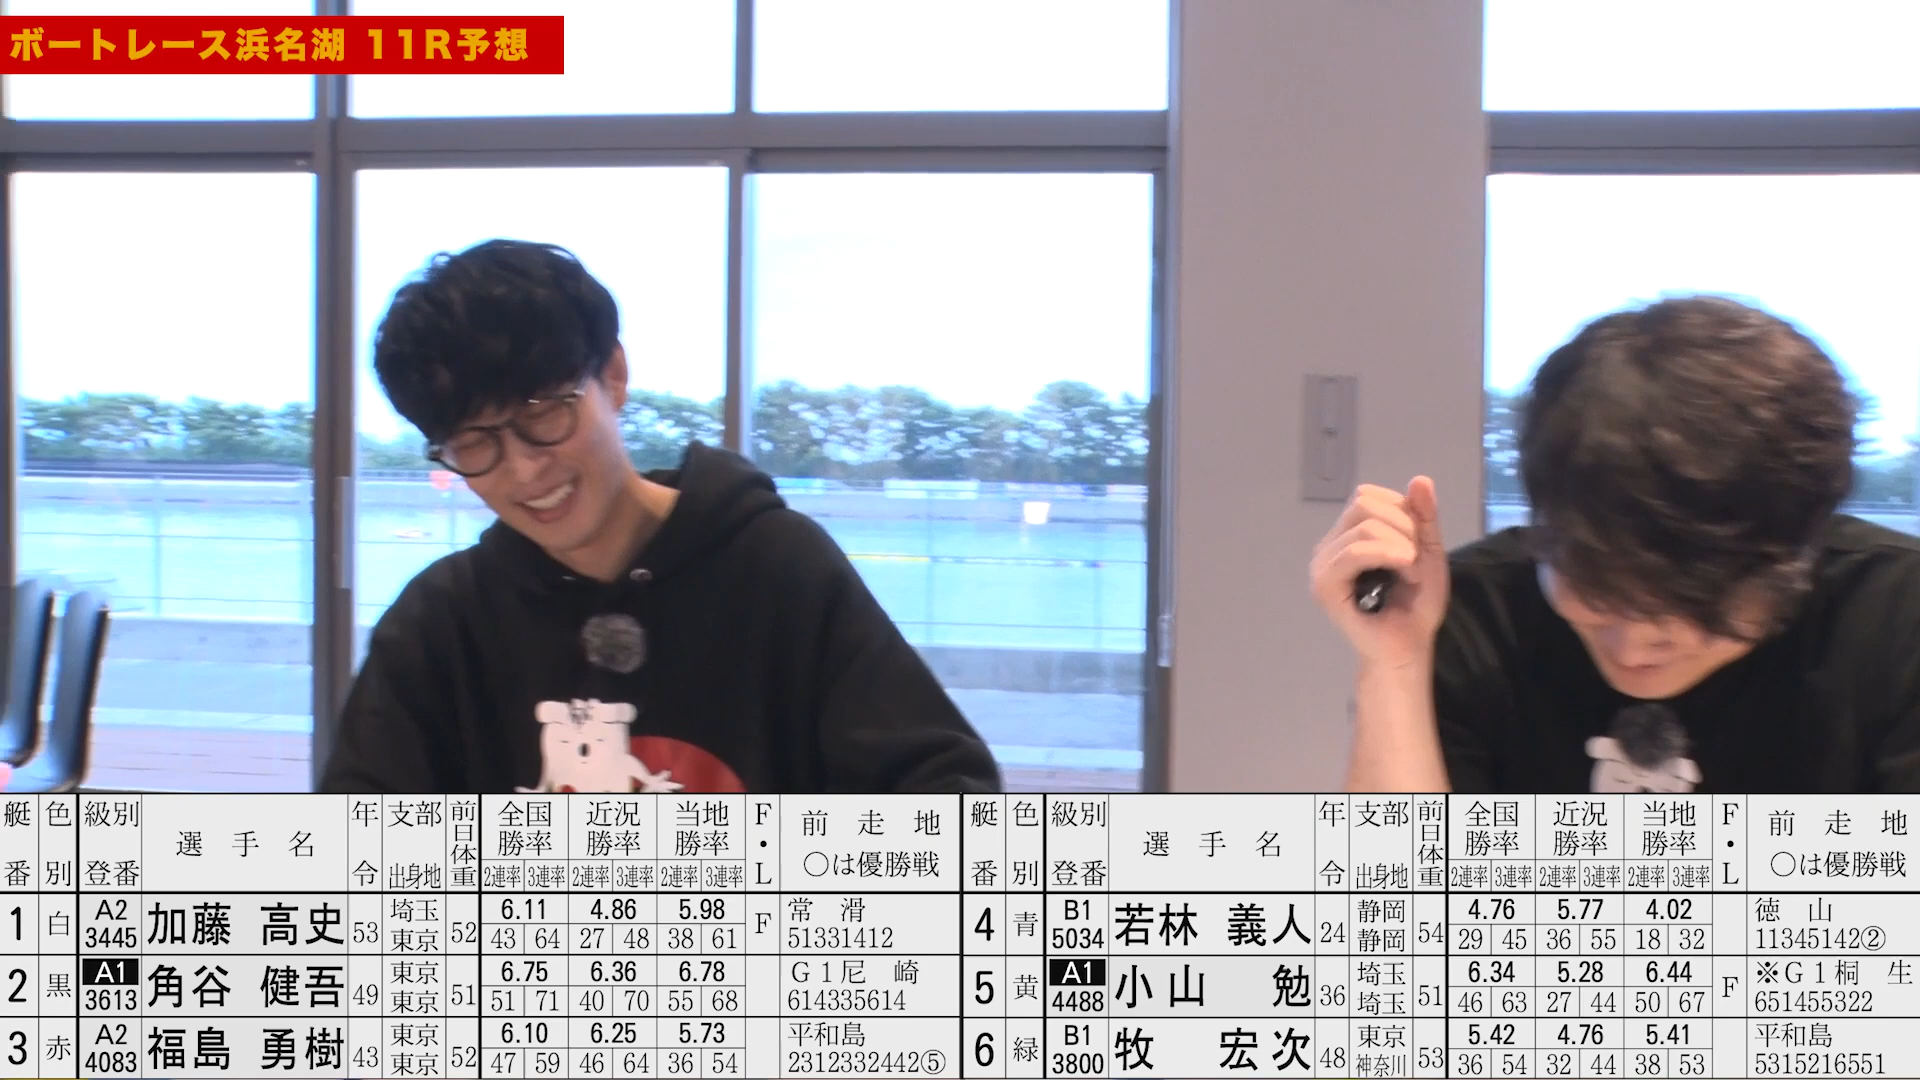 ボートレース浜名湖 11R予想
艇番 色別 級別 登番 選手名 年令 支部 出身地 前日体重 全国勝率 2連率 3連率 近況勝率 2連率 3連率 当地勝率 2連率 3連率 F・L 前走地 ○は優勝戦
1 白 A2 3445 加藤 高史 53 埼玉 東京 52 6.11 43 64 4.86 27 48 5.98 38 61 F 常滑 51331412
2 黒 A1 3613 角谷 健吾 49 東京 東京 51 6.75 51 71 6.36 40 70 6.78 55 68 G1尼崎 614335614
3 赤 A2 4083 福島 勇樹 43 東京 東京 52 6.10 47 59 6.25 46 64 5.73 36 54 平和島 2312332442⑤
艇番 色別 級別 登番 選手名 年令 支部 出身地 前日体重 全国勝率 2連率 3連率 近況勝率 2連率 3連率 当地勝率 2連率 3連率 F・L 前走地 ○は優勝戦
4 青 B1 5034 若林 義人 24 静岡 静岡 54 4.76 29 45 5.77 36 55 4.02 18 32 徳山 11345142②
5 黄 A1 4488 小山 勉 36 埼玉 埼玉 51 6.34 46 63 5.28 27 44 6.44 50 67 F ※G1桐生 651455322
6 緑 B1 3800 牧 宏次 48 東京 神奈川 53 5.42 36 54 4.76 32 44 5.41 38 53 平和島 5315216551